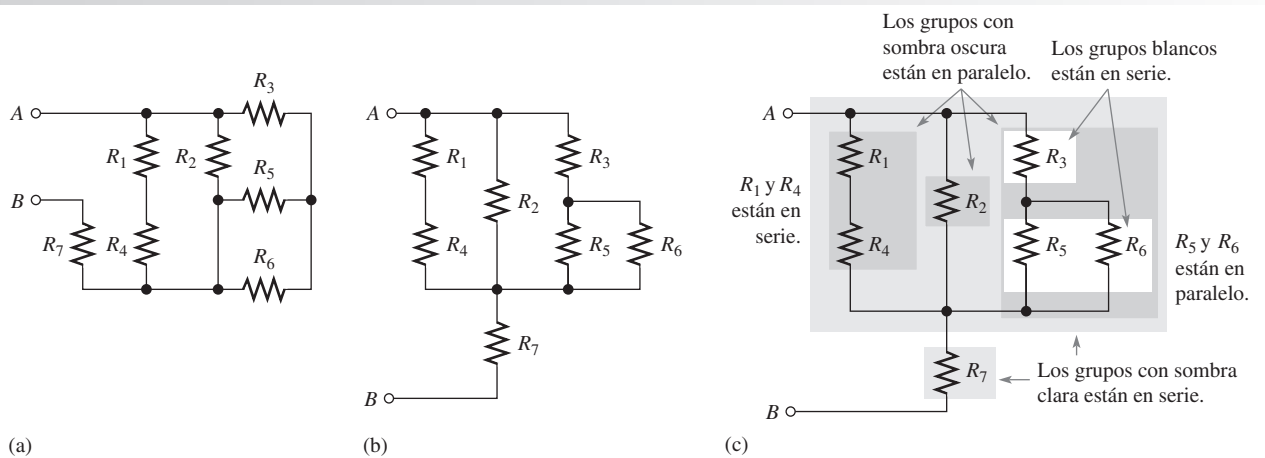 A
B
R3
R1
R2
R5
R7
R4
R6
(a)
A
R1
R3
R2
R4
R5
R6
R7
B
(b)
Los grupos con
sombra oscura
están en paralelo.
Los grupos blancos
están en serie.
A
R1
R3
R1 y R4
están en
serie.
R2
R4
R5
R6
R5 y R6
están en
paralelo.
R7
Los grupos con sombra
clara están en serie.
B
(c)